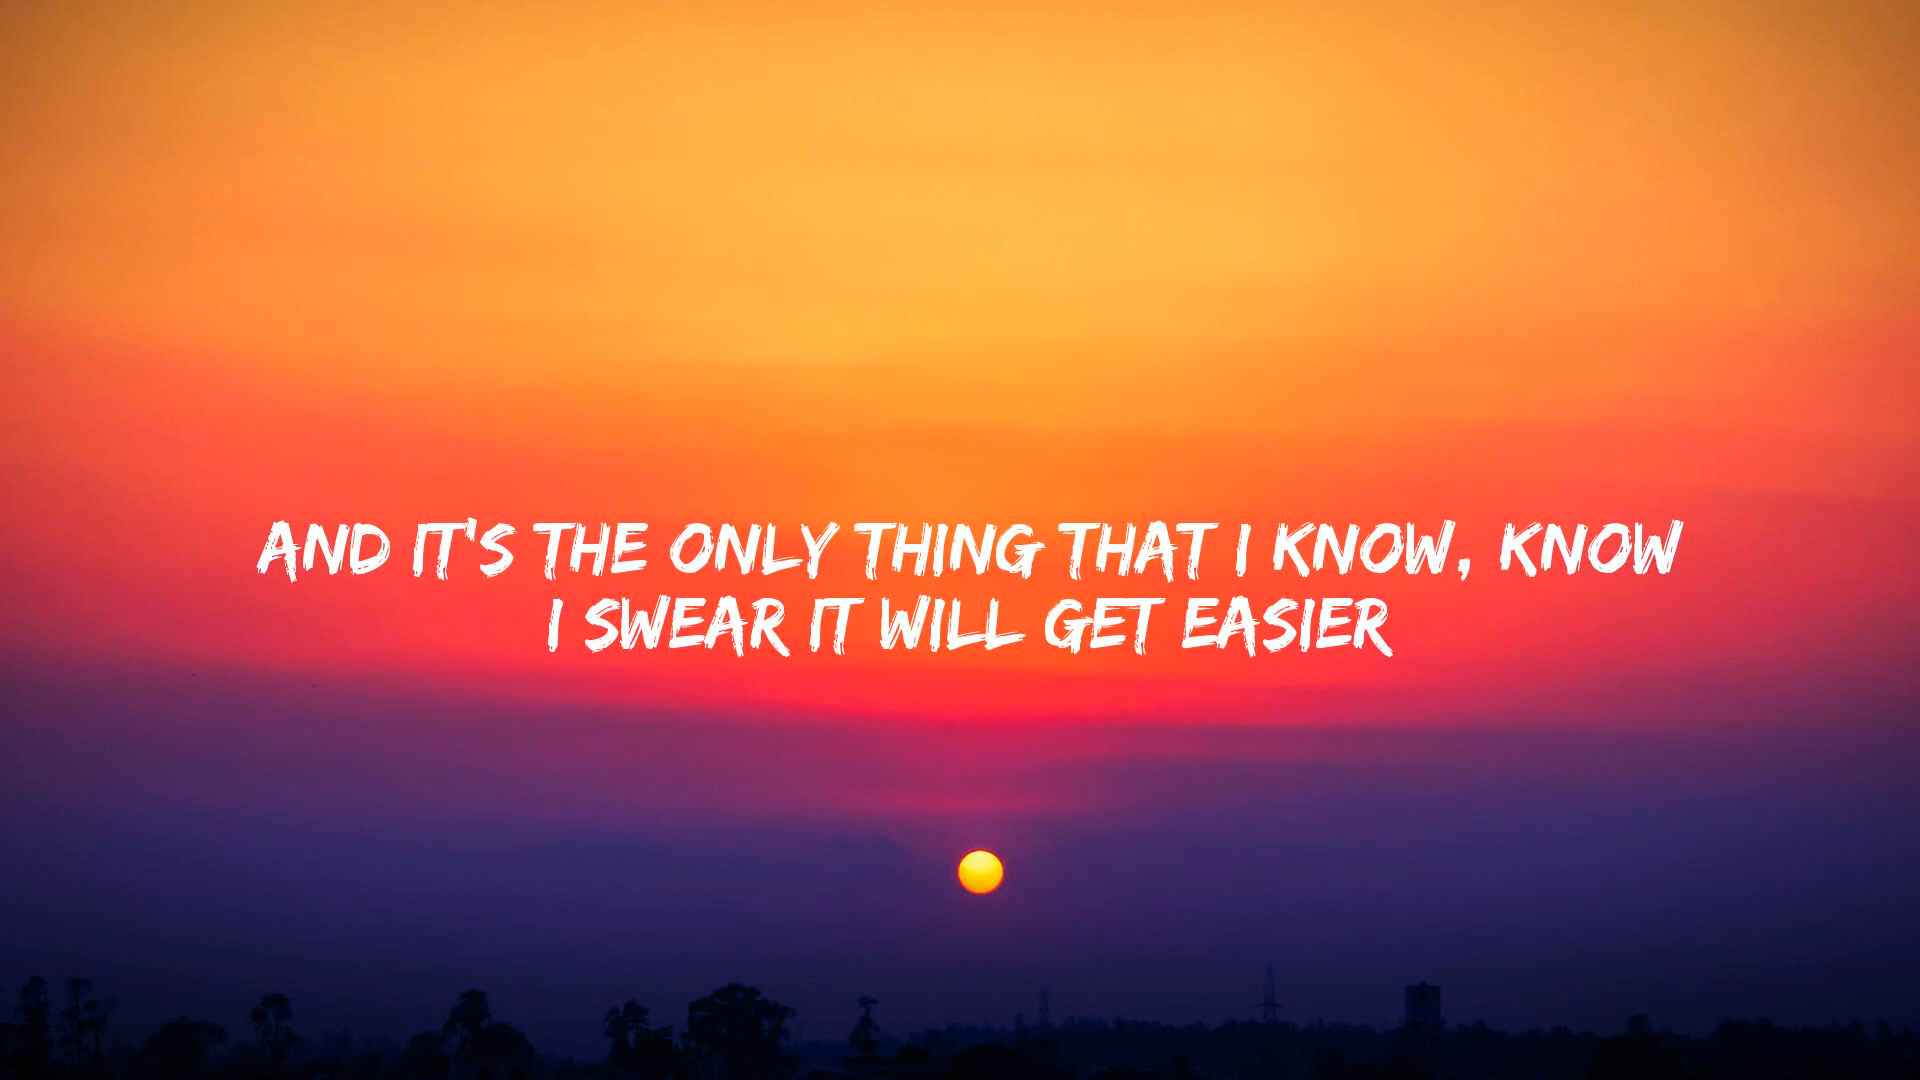 AND IT'S THE ONLY THING THAT I KNOW, KNOW
I SWEAR IT WILL GET EASIER